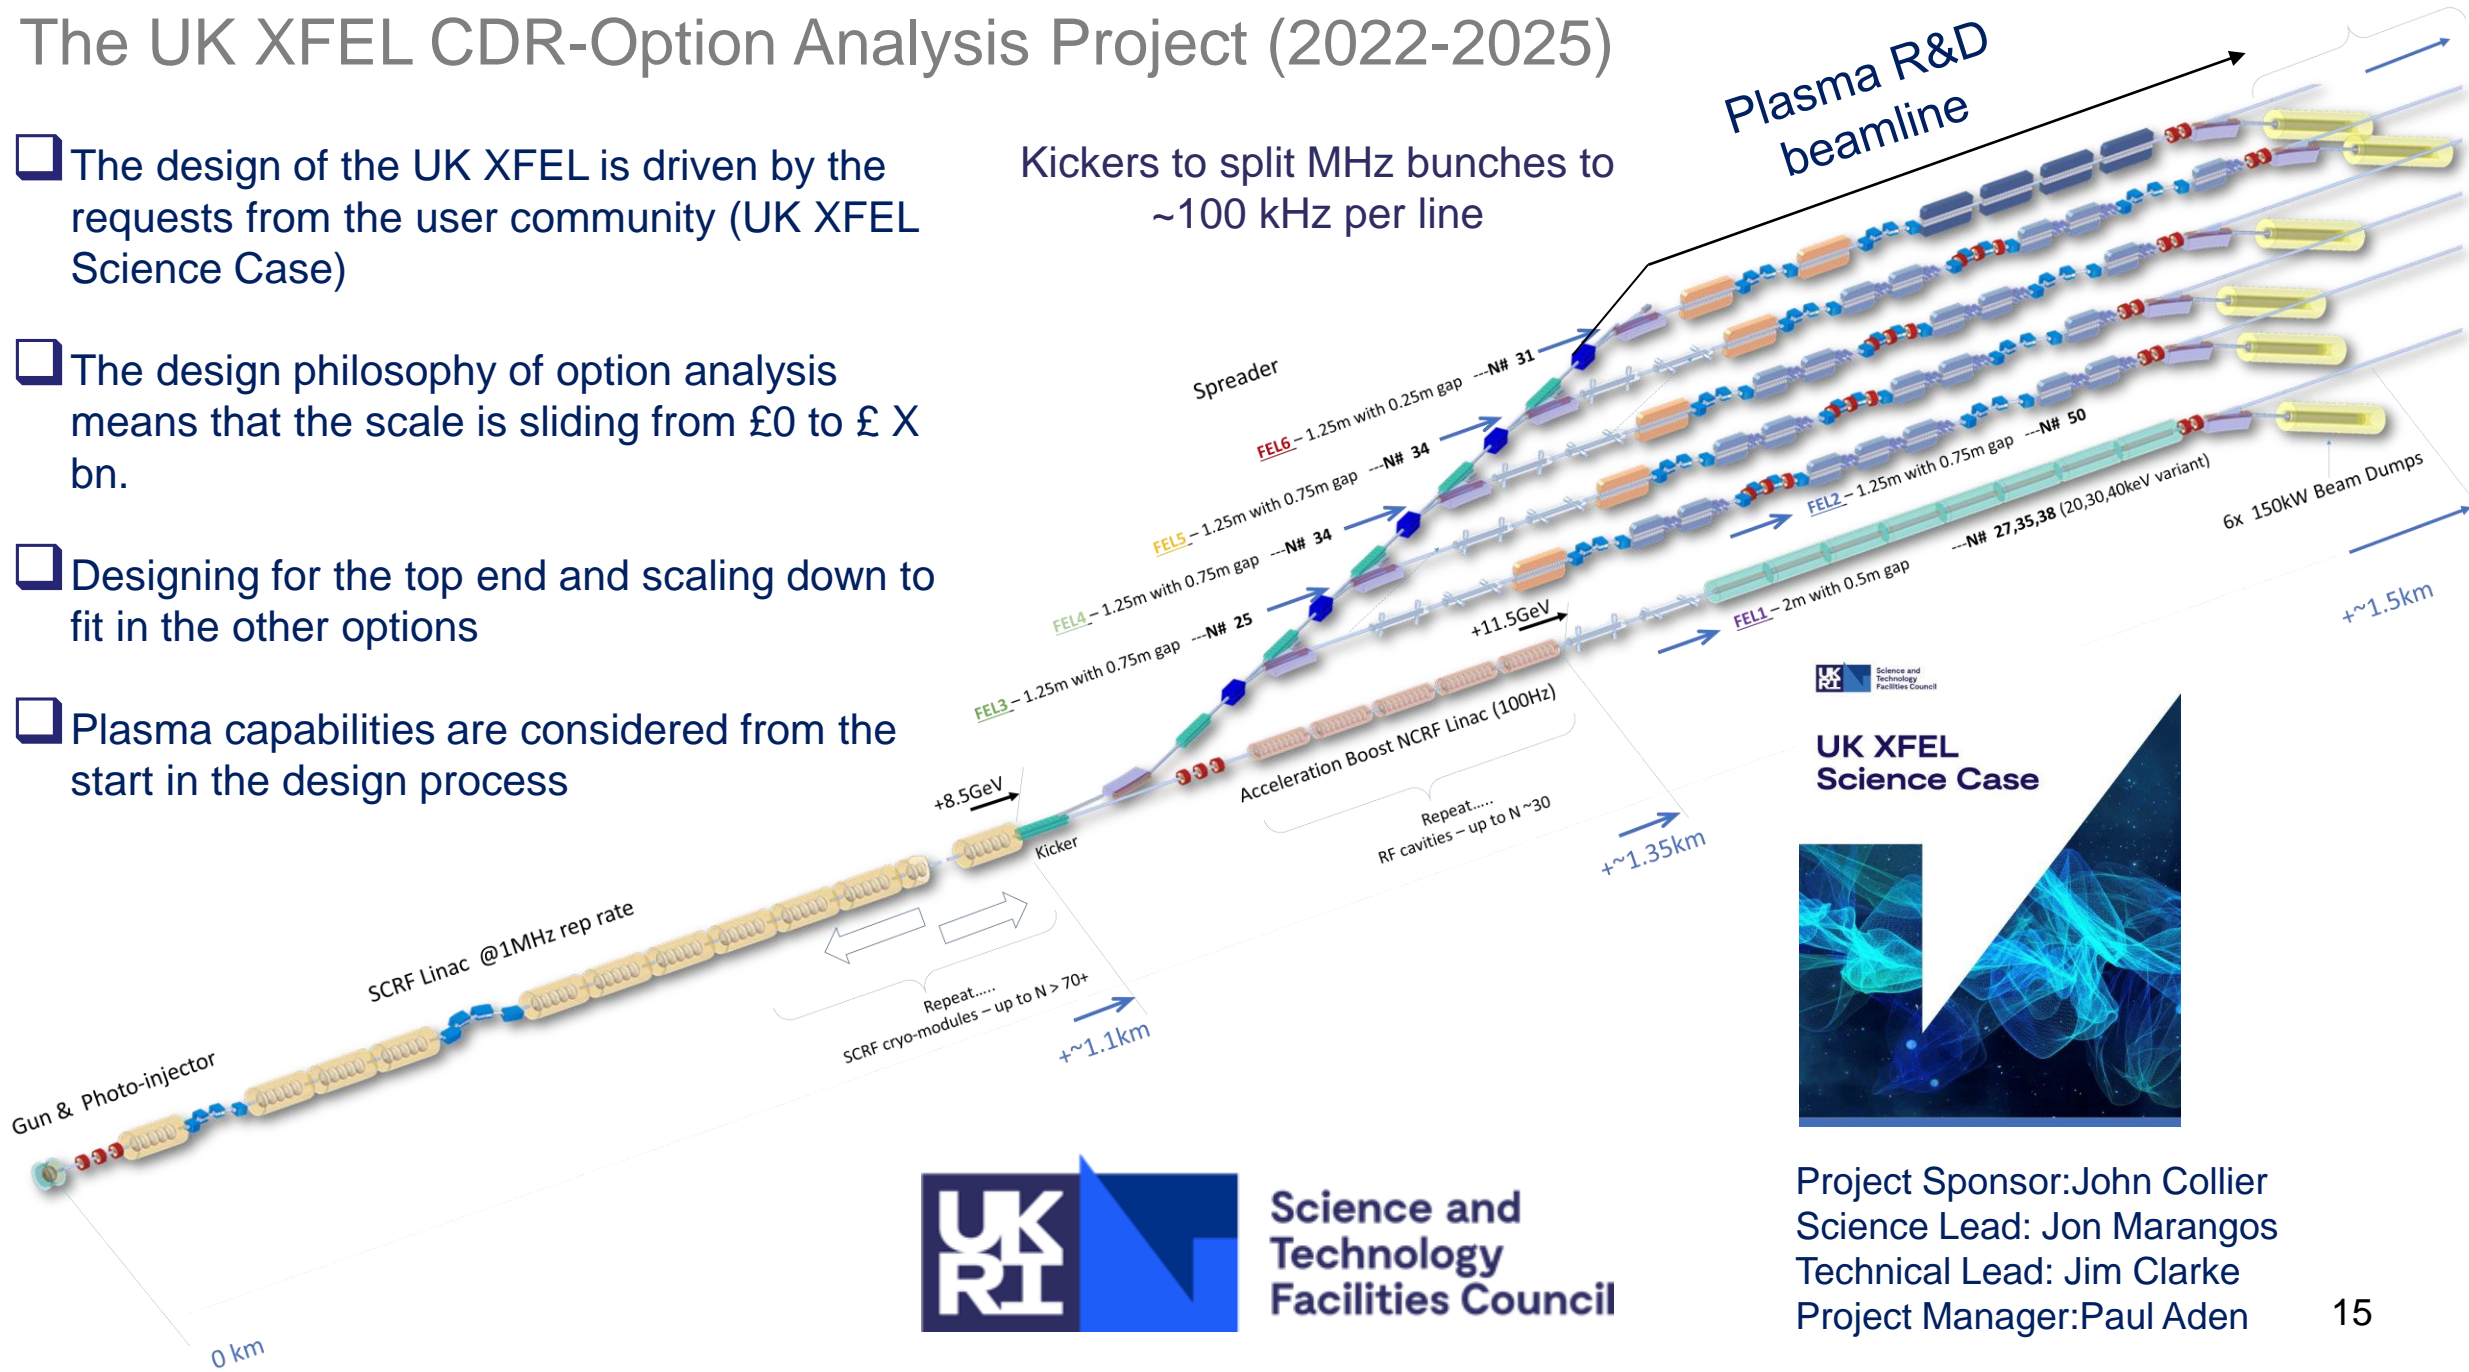 The UK XFEL CDR-Option Analysis Project (2022-2025)
The design of the UK XFEL is driven by the
requests from the user community (UK XFEL
Science Case)
The design philosophy of option analysis
means that the scale is sliding from £0 to £ X
bn.
Designing for the top end and scaling down to
fit in the other options
Plasma capabilities are considered from the
start in the design process
Kickers to split MHz bunches to
~100 kHz per line
Plasma R&D
beamline
Spreader
FEL6 – 1.25m with 0.25m gap ---N# 31
FEL5 – 1.25m with 0.75m gap ---N# 34
FEL4 – 1.25m with 0.75m gap ---N# 34
FEL3 – 1.25m with 0.75m gap ---N# 25
FEL2 – 1.25m with 0.75m gap ---N# 50
FEL1 – 2m with 0.5m gap ---N# 27,35,38 (20,30,40keV variant)
6x 150kW Beam Dumps
+~1.5km
+11.5GeV
Acceleration Boost NCRF Linac (100Hz)
Repeat.....
RF cavities – up to N ~30
+~1.35km
+8.5GeV
Kicker
SCRF Linac @1MHz rep rate
Repeat.....
SCRF cryo-modules – up to N > 70+
+~1.1km
Gun & Photo-injector
0 km
UK
RI
Science and
Technology
Facilities Council
UK XFEL
Science Case
UK
RI
Science and
Technology
Facilities Council
Project Sponsor:John Collier
Science Lead: Jon Marangos
Technical Lead: Jim Clarke
Project Manager:Paul Aden
15